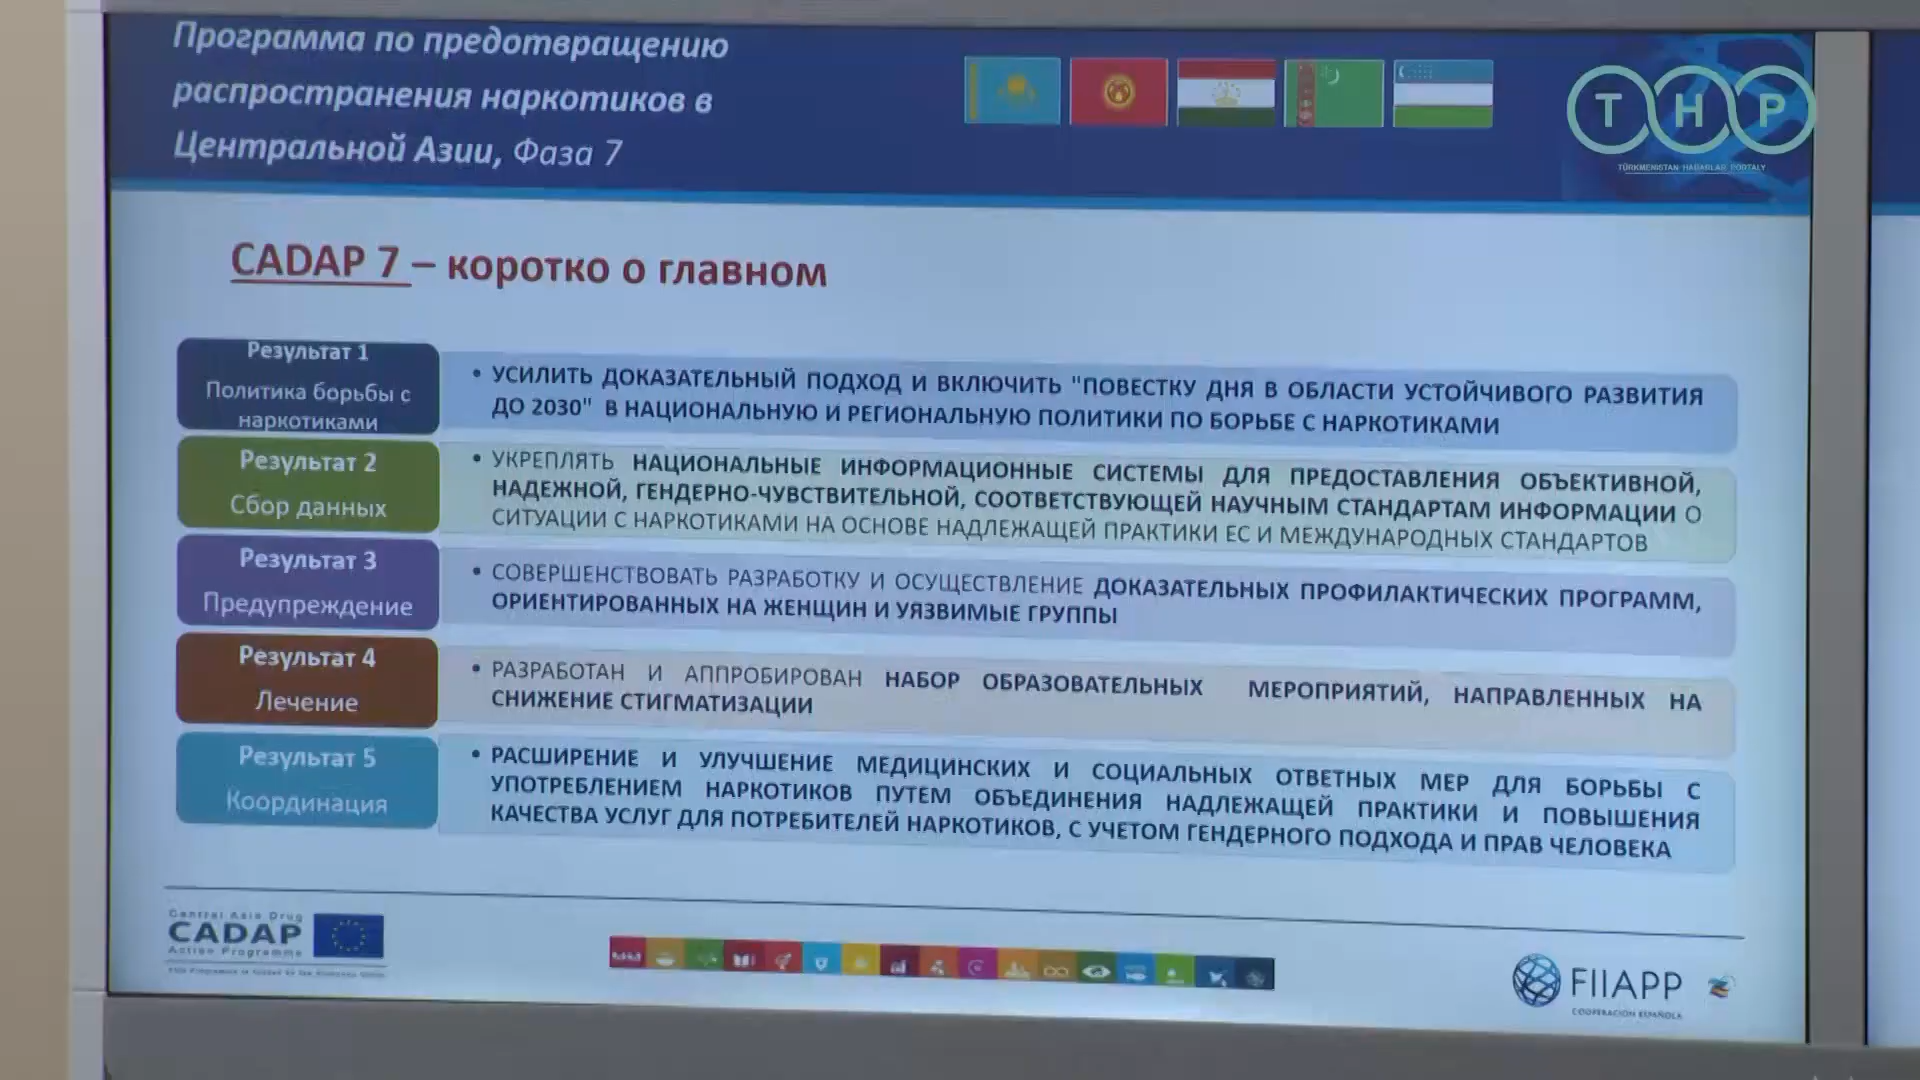 Программа по предотвращению
распространения наркотиков в
Центральной Азии, Фаза 7
THP
TÜRKMENISTAN HABARLAR PORTALY
CADAP 7 – коротко о главном
Результат 1
Политика борьбы с
наркотиками
• УСИЛИТЬ ДОКАЗАТЕЛЬНЫЙ ПОДХОД И ВКЛЮЧИТЬ "ПОВЕСТКУ ДНЯ В ОБЛАСТИ УСТОЙЧИВОГО РАЗВИТИЯ
ДО 2030" В НАЦИОНАЛЬНУЮ И РЕГИОНАЛЬНУЮ ПОЛИТИКИ ПО БОРЬБЕ С НАРКОТИКАМИ
Результат 2
Сбор данных
• УКРЕПЛЯТЬ НАЦИОНАЛЬНЫЕ ИНФОРМАЦИОННЫЕ СИСТЕМЫ ДЛЯ ПРЕДОСТАВЛЕНИЯ ОБЪЕКТИВНОЙ,
НАДЕЖНОЙ, ГЕНДЕРНО-ЧУВСТВИТЕЛЬНОЙ, СООТВЕТСТВУЮЩЕЙ НАУЧНЫМ СТАНДАРТАМ ИНФОРМАЦИИ О
СИТУАЦИИ С НАРКОТИКАМИ НА ОСНОВЕ НАДЛЕЖАЩЕЙ ПРАКТИКИ ЕС И МЕЖДУНАРОДНЫХ СТАНДАРТОВ
Результат 3
Предупреждение
• СОВЕРШЕНСТВОВАТЬ РАЗРАБОТКУ И ОСУЩЕСТВЛЕНИЕ ДОКАЗАТЕЛЬНЫХ ПРОФИЛАКТИЧЕСКИХ ПРОГРАММ,
ОРИЕНТИРОВАННЫХ НА ЖЕНЩИН И УЯЗВИМЫЕ ГРУППЫ
Результат 4
Лечение
• РАЗРАБОТАН И АППРОБИРОВАН НАБОР ОБРАЗОВАТЕЛЬНЫХ МЕРОПРИЯТИЙ, НАПРАВЛЕННЫХ НА
СНИЖЕНИЕ СТИГМАТИЗАЦИИ
Результат 5
Координация
• РАСШИРЕНИЕ И УЛУЧШЕНИЕ МЕДИЦИНСКИХ И СОЦИАЛЬНЫХ ОТВЕТНЫХ МЕР ДЛЯ БОРЬБЫ С
УПОТРЕБЛЕНИЕМ НАРКОТИКОВ ПУТЕМ ОБЪЕДИНЕНИЯ НАДЛЕЖАЩЕЙ ПРАКТИКИ И ПОВЫШЕНИЯ
КАЧЕСТВА УСЛУГ ДЛЯ ПОТРЕБИТЕЛЕЙ НАРКОТИКОВ, С УЧЕТОМ ГЕНДЕРНОГО ПОДХОДА И ПРАВ ЧЕЛОВЕКА
Central Asia Drug
CADAP
Action Programme
FIIAPP
COOPERACIÓN ESPAÑOLA